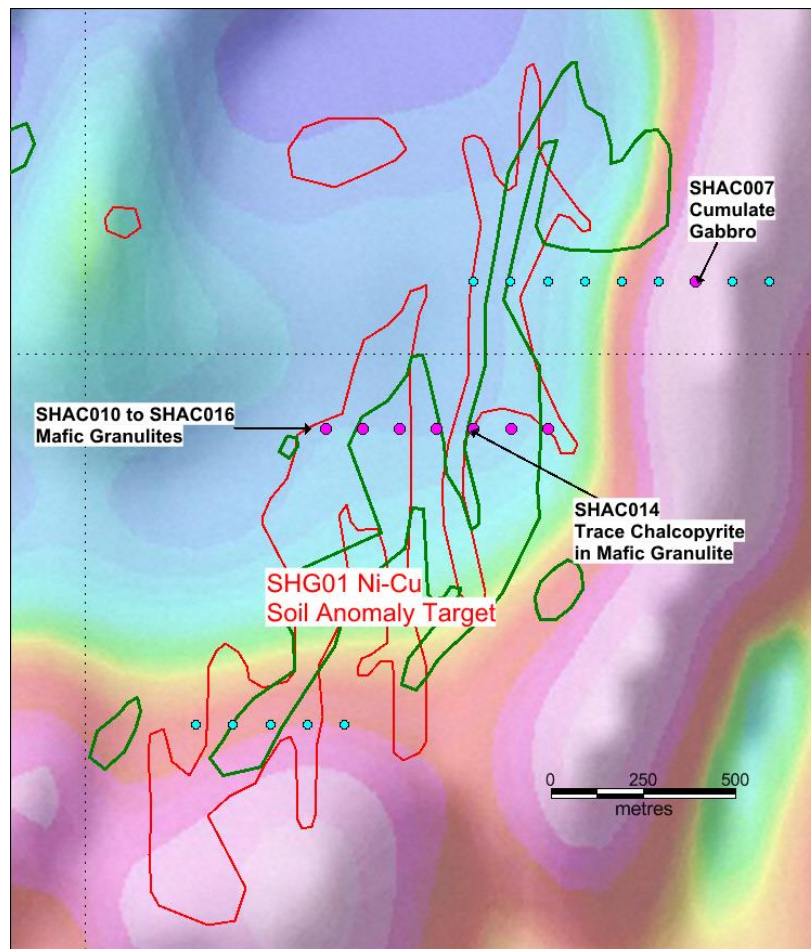 SHAC007
Cumulate
Gabbro
SHAC010 to SHAC016
Mafic Granulites
SHAC014
Trace Chalcopyrite
in Mafic Granulite
SHG01 Ni-Cu
Soil Anomaly Target
0 250 500
metres